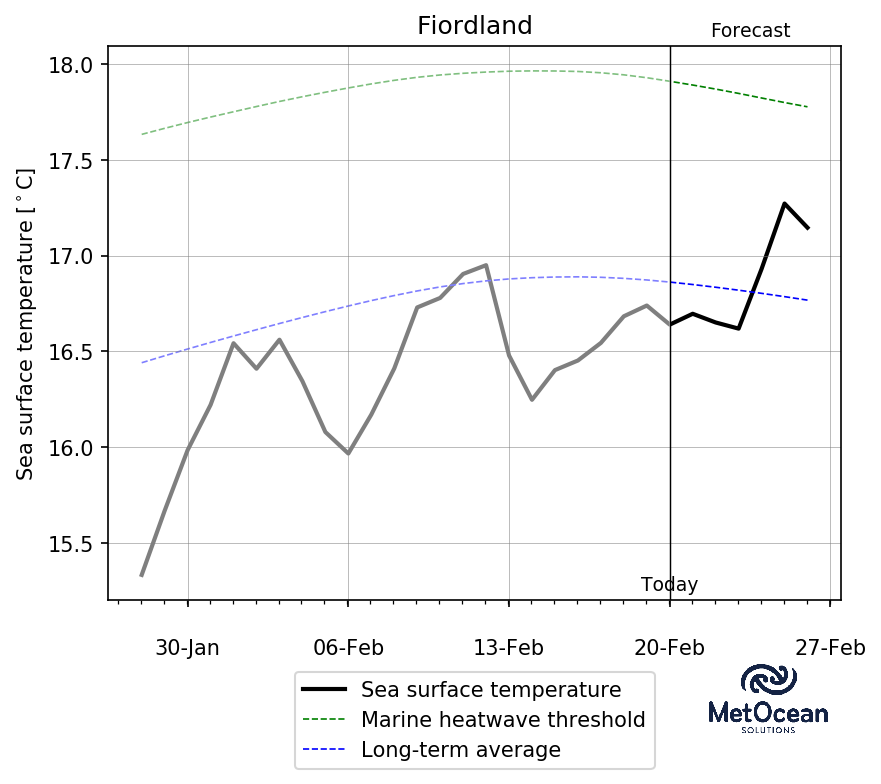 Fiordland
Forecast
Sea surface temperature [°C]
18.0
17.5
17.0
16.5
16.0
15.5
Today
30-Jan
06-Feb
13-Feb
20-Feb
27-Feb
Sea surface temperature
Marine heatwave threshold
Long-term average
MetOcean
SOLUTIONS